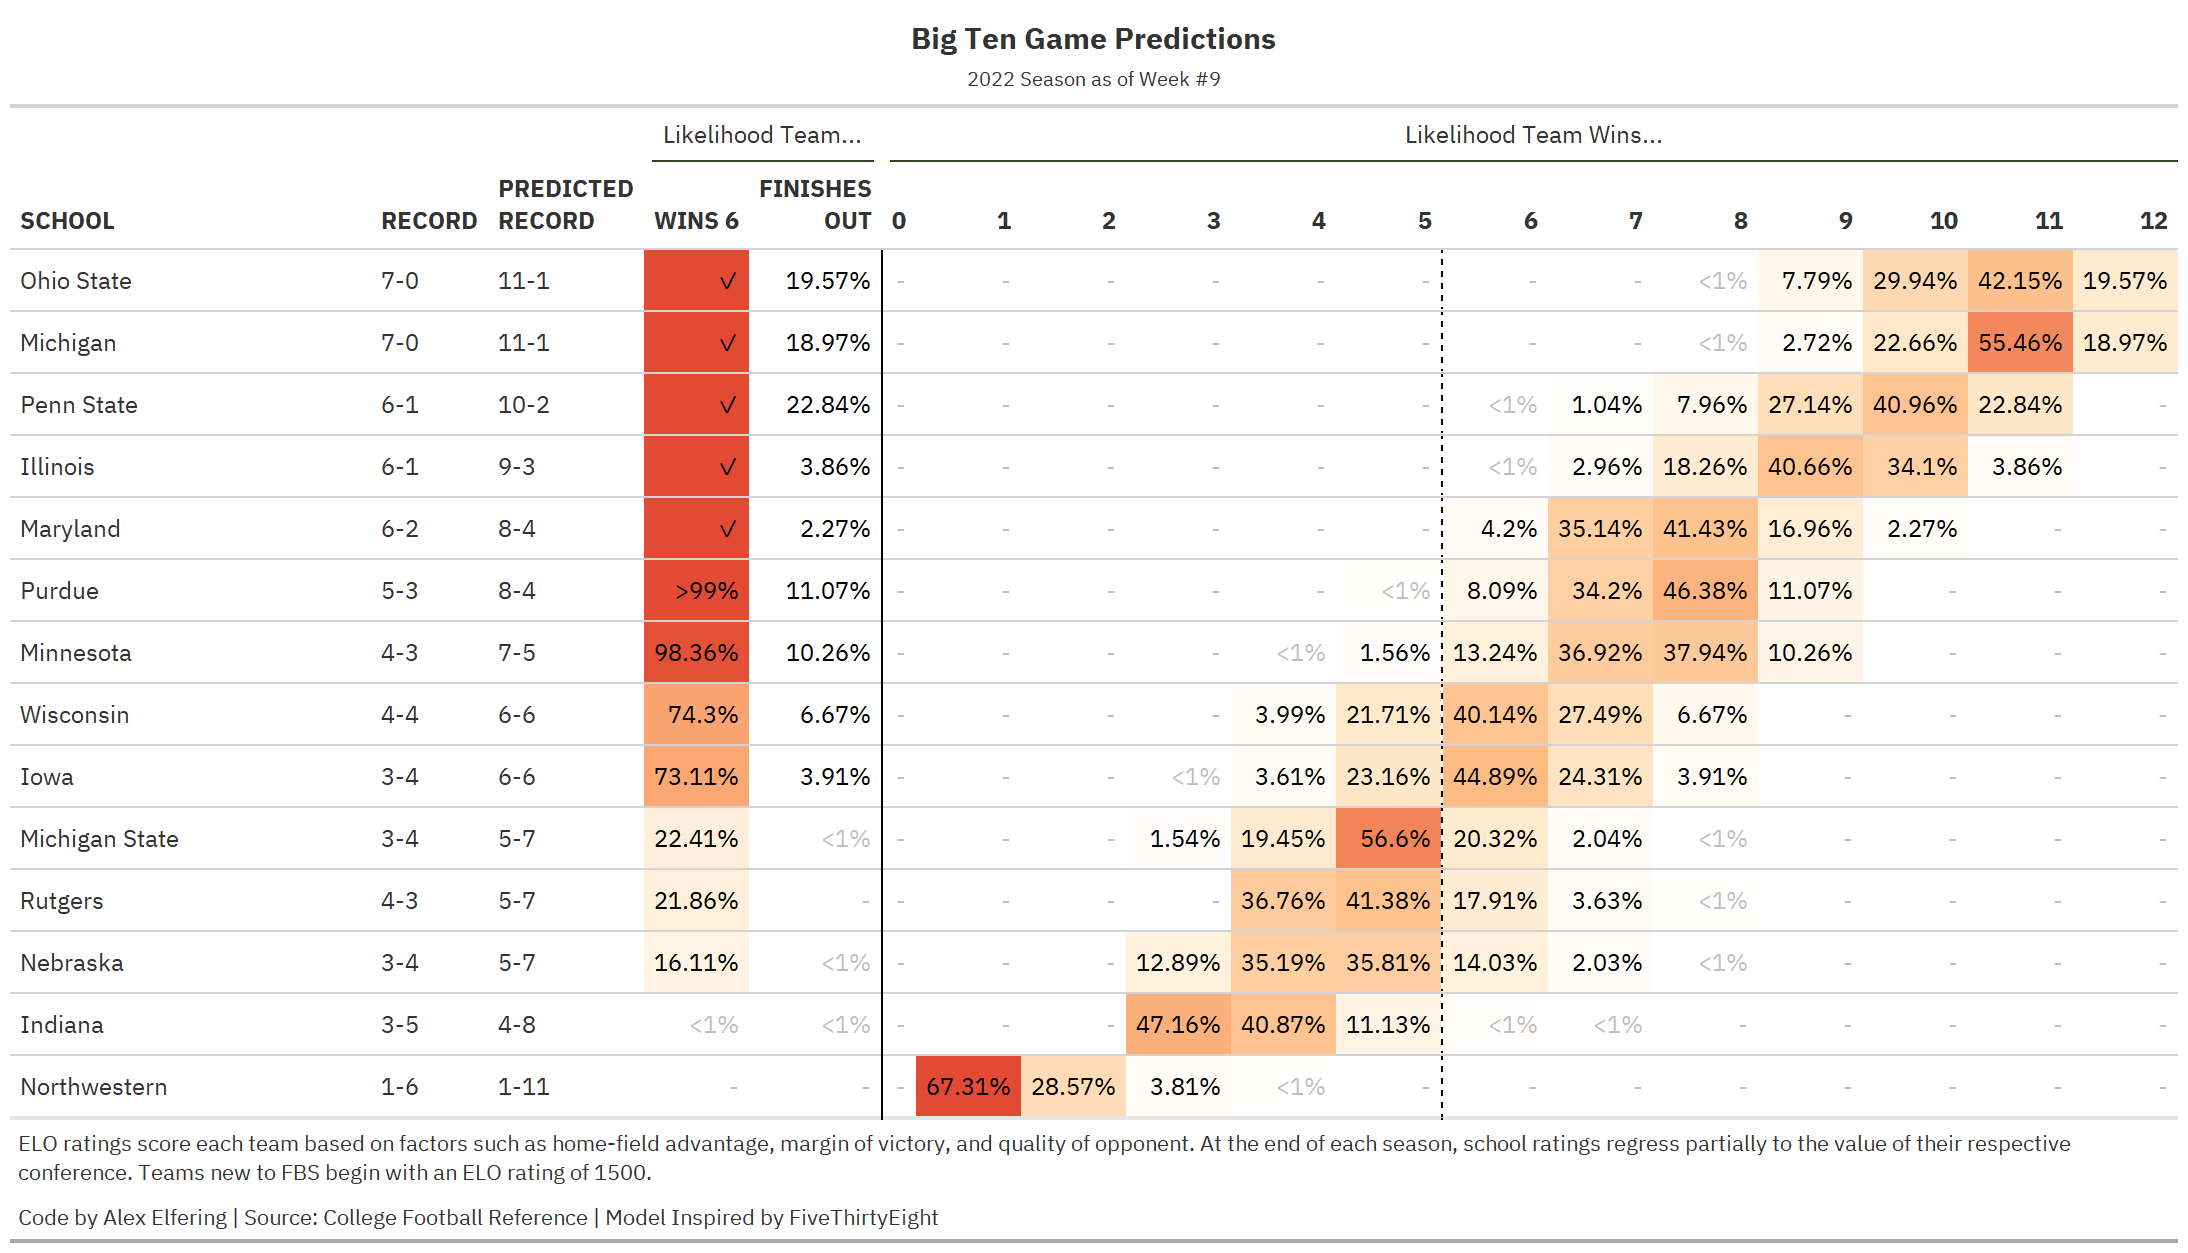 Big Ten Game Predictions
2022 Season as of Week #9
Likelihood Team... Likelihood Team Wins...
SCHOOL RECORD PREDICTED RECORD WINS 6 FINISHES OUT 0 1 2 3 4 5 6 7 8 9 10 11 12
Ohio State 7-0 11-1 ✓ 19.57% - - - - - - - - <1% 7.79% 29.94% 42.15% 19.57%
Michigan 7-0 11-1 ✓ 18.97% - - - - - - - - <1% 2.72% 22.66% 55.46% 18.97%
Penn State 6-1 10-2 ✓ 22.84% - - - - - - <1% 1.04% 7.96% 27.14% 40.96% 22.84% -
Illinois 6-1 9-3 ✓ 3.86% - - - - - - <1% 2.96% 18.26% 40.66% 34.1% 3.86% -
Maryland 6-2 8-4 ✓ 2.27% - - - - - - 4.2% 35.14% 41.43% 16.96% 2.27% - -
Purdue 5-3 8-4 >99% 11.07% - - - - - <1% 8.09% 34.2% 46.38% 11.07% - - -
Minnesota 4-3 7-5 98.36% 10.26% - - - - <1% 1.56% 13.24% 36.92% 37.94% 10.26% - - -
Wisconsin 4-4 6-6 74.3% 6.67% - - - - 3.99% 21.71% 40.14% 27.49% 6.67% - - - -
Iowa 3-4 6-6 73.11% 3.91% - - - <1% 3.61% 23.16% 44.89% 24.31% 3.91% - - - -
Michigan State 3-4 5-7 22.41% <1% - - - 1.54% 19.45% 56.6% 20.32% 2.04% <1% - - - -
Rutgers 4-3 5-7 21.86% - - - - - 36.76% 41.38% 17.91% 3.63% <1% - - - -
Nebraska 3-4 5-7 16.11% <1% - - - 12.89% 35.19% 35.81% 14.03% 2.03% <1% - - - -
Indiana 3-5 4-8 <1% <1% - - - 47.16% 40.87% 11.13% <1% <1% - - - - -
Northwestern 1-6 1-11 - - - 67.31% 28.57% 3.81% <1% - - - - - - - -
ELO ratings score each team based on factors such as home-field advantage, margin of victory, and quality of opponent. At the end of each season, school ratings regress partially to the value of their respective
conference. Teams new to FBS begin with an ELO rating of 1500.
Code by Alex Elfering | Source: College Football Reference | Model Inspired by FiveThirtyEight